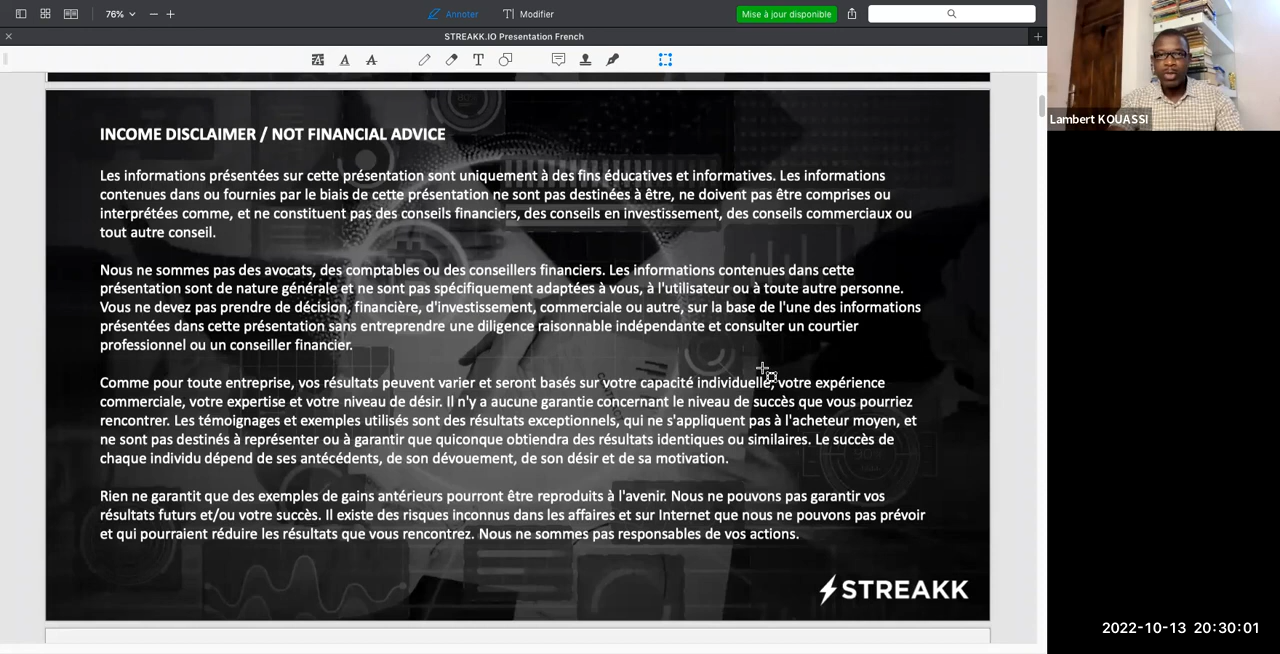 76%
Annoter
Modifier
Mise à jour disponible
STREAKK.IO Presentation French
Lambert KOUASSI
INCOME DISCLAIMER / NOT FINANCIAL ADVICE
Les informations présentées sur cette présentation sont uniquement à des fins éducatives et informatives. Les informations
contenues dans ou fournies par le biais de cette présentation ne sont pas destinées à être, ne doivent pas être comprises ou
interprétées comme, et ne constituent pas des conseils financiers, des conseils en investissement, des conseils commerciaux ou
tout autre conseil.
Nous ne sommes pas des avocats, des comptables ou des conseillers financiers. Les informations contenues dans cette
présentation sont de nature générale et ne sont pas spécifiquement adaptées à vous, à l'utilisateur ou à toute autre personne.
Vous ne devez pas prendre de décision, financière, d'investissement, commerciale ou autre, sur la base de l'une des informations
présentées dans cette présentation sans entreprendre une diligence raisonnable indépendante et consulter un courtier
professionnel ou un conseiller financier.
Comme pour toute entreprise, vos résultats peuvent varier et seront basés sur votre capacité individuelle, votre expérience
commerciale, votre expertise et votre niveau de désir. Il n'y a aucune garantie concernant le niveau de succès que vous pourriez
rencontrer. Les témoignages et exemples utilisés sont des résultats exceptionnels, qui ne s'appliquent pas à l'acheteur moyen, et
ne sont pas destinés à représenter ou à garantir que quiconque obtiendra des résultats identiques ou similaires. Le succès de
chaque individu dépend de ses antécédents, de son dévouement, de son désir et de sa motivation.
Rien ne garantit que des exemples de gains antérieurs pourront être reproduits à l'avenir. Nous ne pouvons pas garantir vos
résultats futurs et/ou votre succès. Il existe des risques inconnus dans les affaires et sur Internet que nous ne pouvons pas prévoir
et qui pourraient réduire les résultats que vous rencontrez. Nous ne sommes pas responsables de vos actions.
STREAKK
2022-10-13 20:30:01